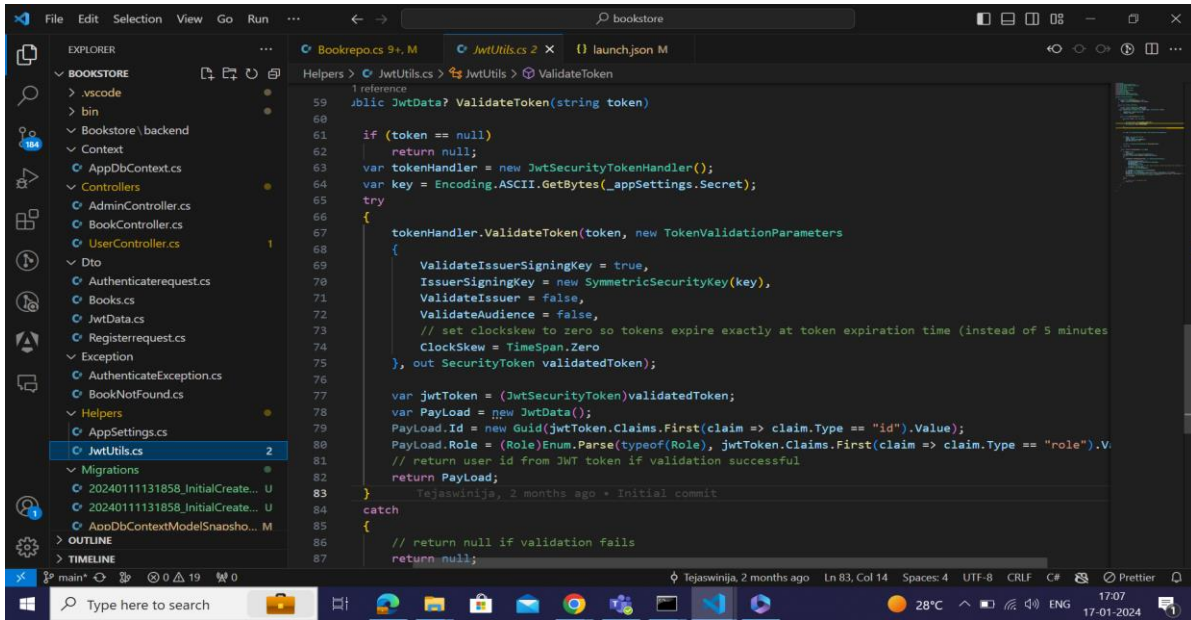 File Edit Selection View Go Run ··· bookstore
EXPLORER ···
Bookrepo.cs 9+, M JwtUtils.cs 2 launch.json M
BOOKSTORE
Helpers > JwtUtils.cs > JwtUtils > ValidateToken
.vscode
bin
Bookstore \ backend
Context
AppDbContext.cs
Controllers
AdminController.cs
BookController.cs
UserController.cs 1
Dto
Authenticaterequest.cs
Books.cs
JwtData.cs
Registerrequest.cs
Exception
AuthenticateException.cs
BookNotFound.cs
Helpers
AppSettings.cs
JwtUtils.cs 2
Migrations
20240111131858_InitialCreate... U
20240111131858_InitialCreate... U
AppDbContextModelSnapsho... M
OUTLINE
TIMELINE
184
1
1 reference
59 ublic JwtData? ValidateToken(string token)
60
61 if (token == null)
62 return null;
63 var tokenHandler = new JwtSecurityTokenHandler();
64 var key = Encoding.ASCII.GetBytes(_appSettings.Secret);
65 try
66 {
67 tokenHandler.ValidateToken(token, new TokenValidationParameters
68 {
69 ValidateIssuerSigningKey = true,
70 IssuerSigningKey = new SymmetricSecurityKey(key),
71 ValidateIssuer = false,
72 ValidateAudience = false,
73 // set clockskew to zero so tokens expire exactly at token expiration time (instead of 5 minutes
74 ClockSkew = TimeSpan.Zero
75 }, out SecurityToken validatedToken);
76
77 var jwtToken = (JwtSecurityToken)validatedToken;
78 var PayLoad = new JwtData();
79 PayLoad.Id = new Guid(jwtToken.Claims.First(claim => claim.Type == "id").Value);
80 PayLoad.Role = (Role)Enum.Parse(typeof(Role), jwtToken.Claims.First(claim => claim.Type == "role").V
81 // return user id from JWT token if validation successful
82 return PayLoad;
83 } Tejaswinija, 2 months ago • Initial commit
84 catch
85 {
86 // return null if validation fails
87 return null;
main* 0 19 0 Tejaswinija, 2 months ago Ln 83, Col 14 Spaces: 4 UTF-8 CRLF C# Prettier
Type here to search 28°C ENG 17:07
17-01-2024 1